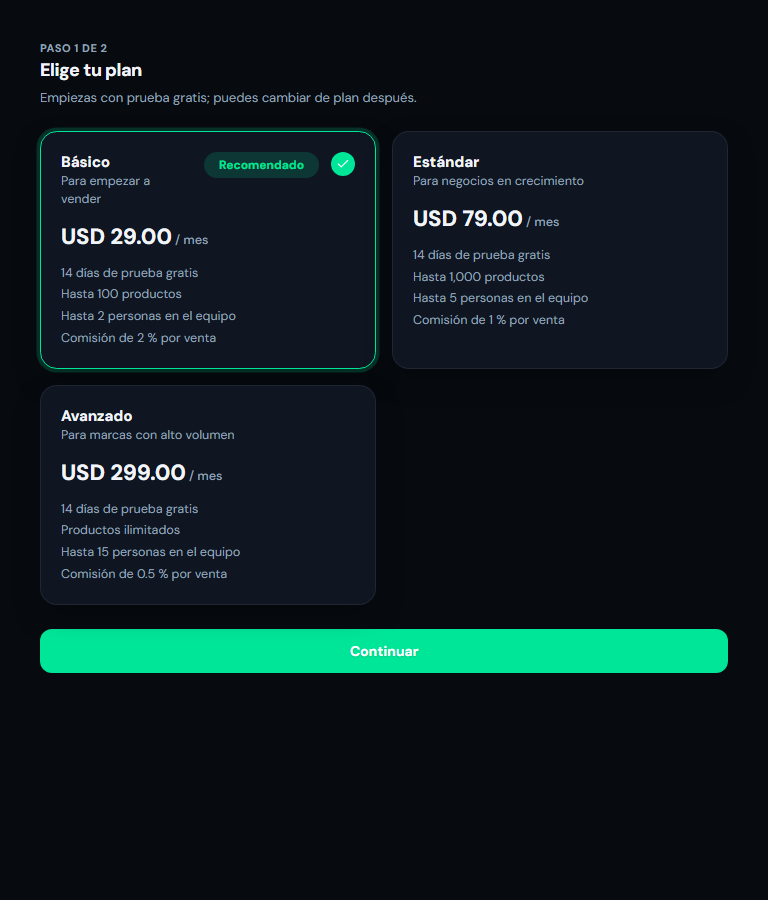 PASO 1 DE 2
Elige tu plan
Empiezas con prueba gratis; puedes cambiar de plan después.
Básico
Recomendado
Para empezar a
vender
USD 29.00 / mes
14 días de prueba gratis
Hasta 100 productos
Hasta 2 personas en el equipo
Comisión de 2 % por venta
Estándar
Para negocios en crecimiento
USD 79.00 / mes
14 días de prueba gratis
Hasta 1,000 productos
Hasta 5 personas en el equipo
Comisión de 1 % por venta
Avanzado
Para marcas con alto volumen
USD 299.00 / mes
14 días de prueba gratis
Productos ilimitados
Hasta 15 personas en el equipo
Comisión de 0.5 % por venta
Continuar